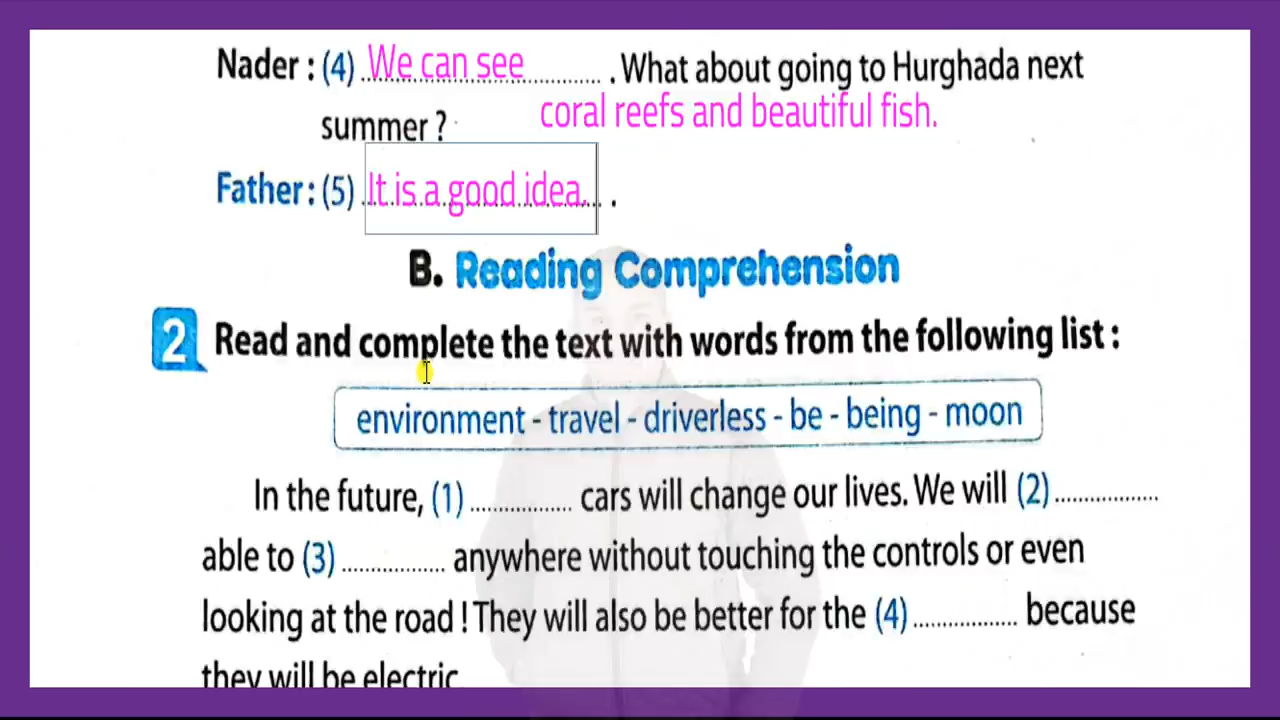 Nader : (4) We can see . What about going to Hurghada next
coral reefs and beautiful fish.
summer ?
Father : (5) It is a good idea. .
B. Reading Comprehension
2 Read and complete the text with words from the following list :
environment - travel - driverless - be - being - moon
In the future, (1) ................. cars will change our lives. We will (2) .................
able to (3) ................. anywhere without touching the controls or even
looking at the road ! They will also be better for the (4) ................. because
they will be electric